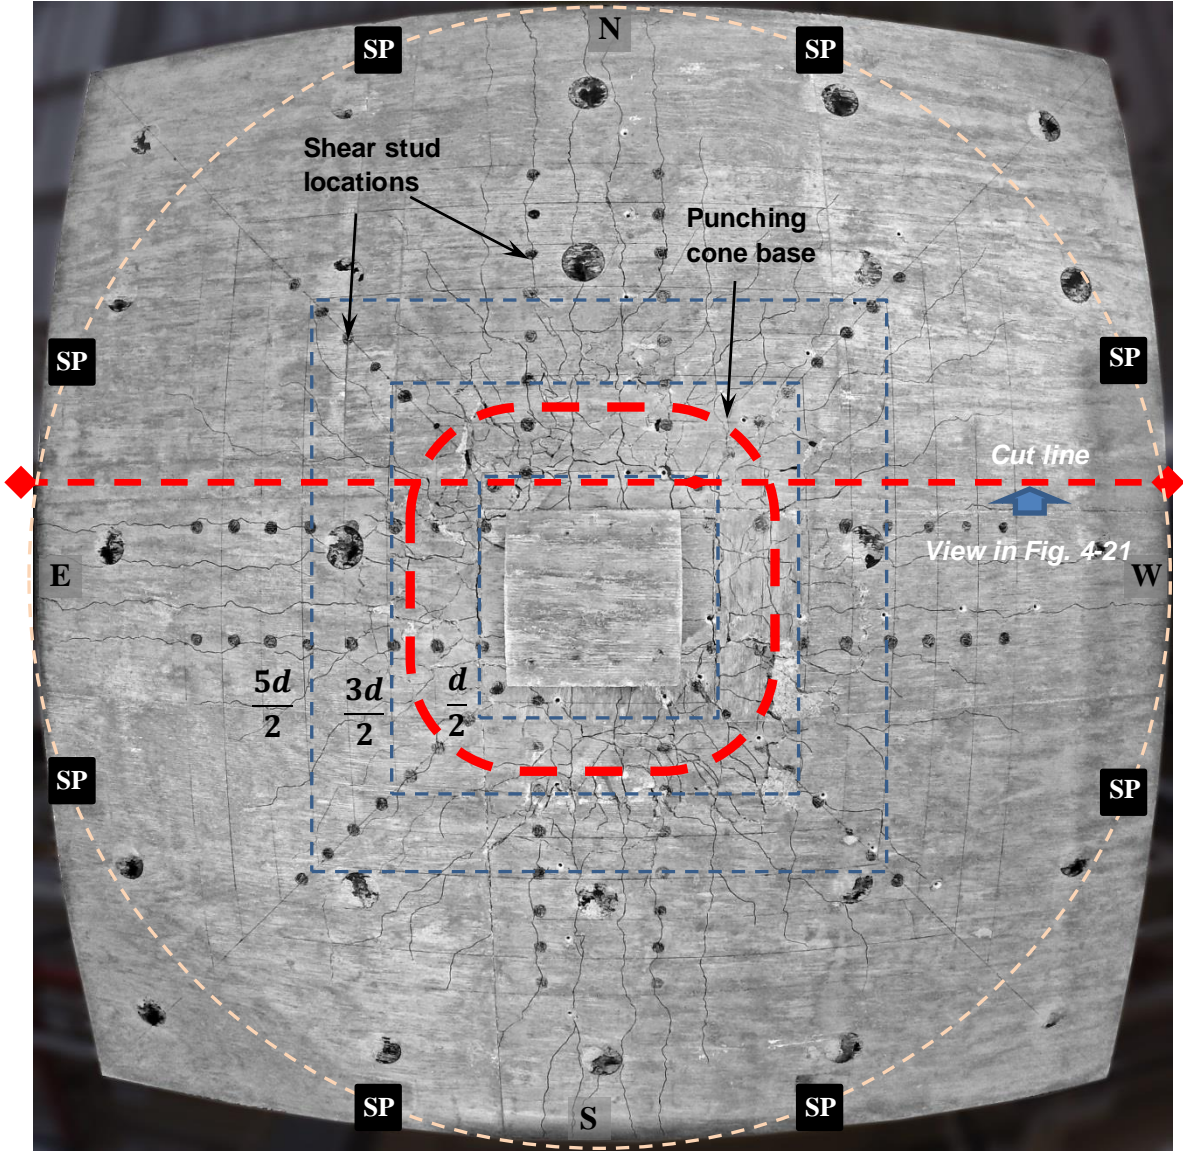 N
SP
SP
Shear stud
locations
Punching
cone base
SP
SP
Cut line
View in Fig. 4-21
E
W
5d/2
3d/2
d/2
SP
SP
SP
SP
S